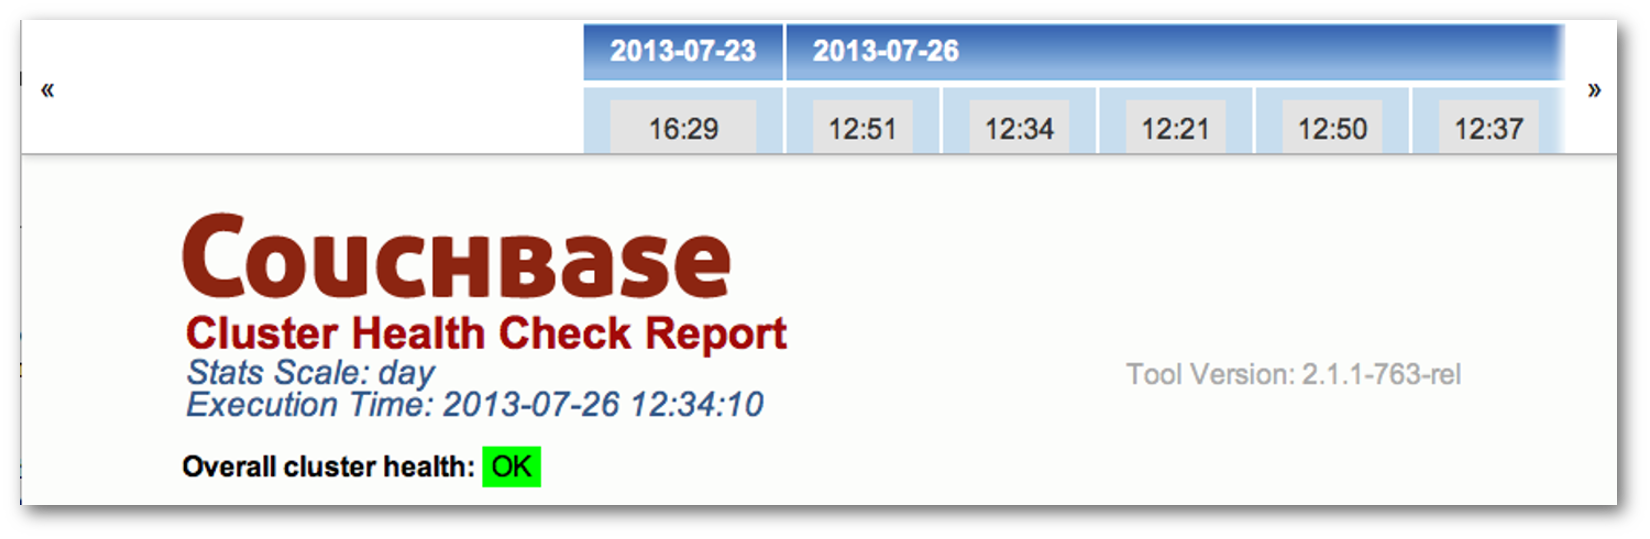 2013-07-23 2013-07-26
« »
16:29 12:51 12:34 12:21 12:50 12:37
COUCHBASE
Cluster Health Check Report
Stats Scale: day
Tool Version: 2.1.1-763-rel
Execution Time: 2013-07-26 12:34:10
Overall cluster health: OK